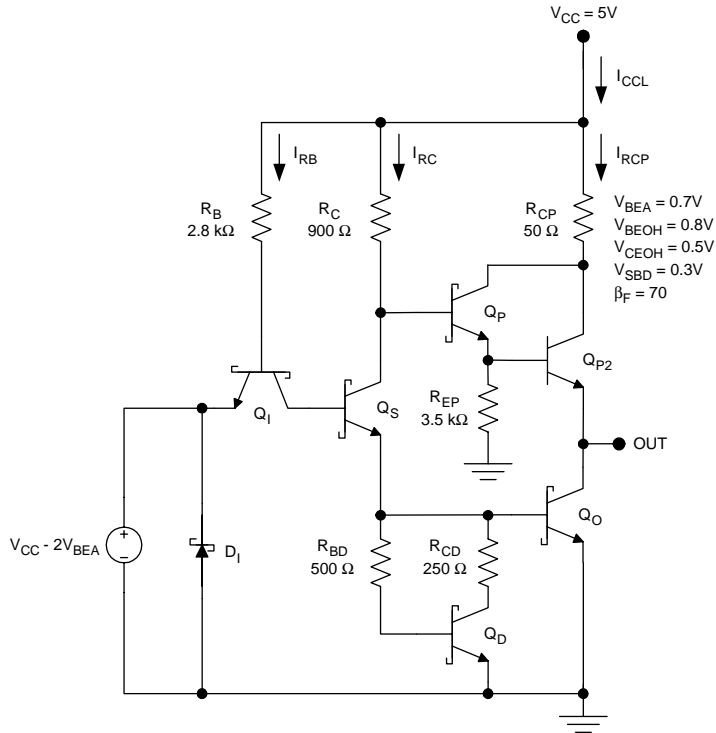 V_CC = 5V
I_CCL
I_RB
I_RC
I_RCP
R_B
2.8 kΩ
R_C
900 Ω
R_CP
50 Ω
V_BEA = 0.7V
V_BEOH = 0.8V
V_CEOH = 0.5V
V_SBD = 0.3V
β_F = 70
Q_P
Q_P2
Q_I
Q_S
R_EP
3.5 kΩ
OUT
V_CC - 2V_BEA
+
–
D_I
R_BD
500 Ω
R_CD
250 Ω
Q_O
Q_D